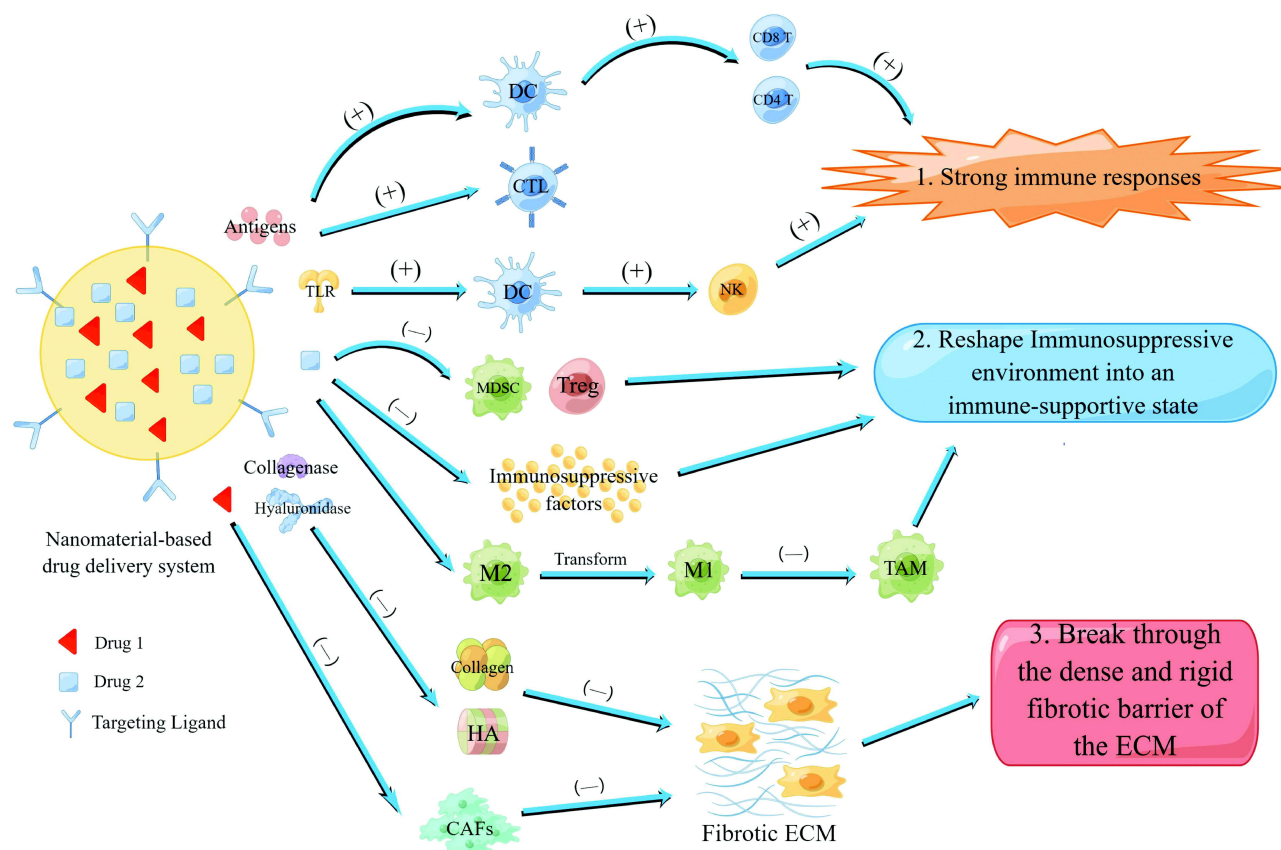 (+)
CD8 T
CD4 T
(+)
DC
(+)
1. Strong immune responses
(+)
CTL
Antigens
(+)
TLR
(+)
DC
(+)
NK
(+)
(—)
MDSC
Treg
2. Reshape Immunosuppressive
environment into an
immune-supportive state
(—)
Immunosuppressive
factors
Collagenase
Hyaluronidase
Nanomaterial-based
drug delivery system
M2
Transform
M1
(—)
TAM
Drug 1
Drug 2
Targeting Ligand
(—)
(—)
Collagen
HA
(—)
CAFs
(—)
Fibrotic ECM
3. Break through
the dense and rigid
fibrotic barrier of
the ECM